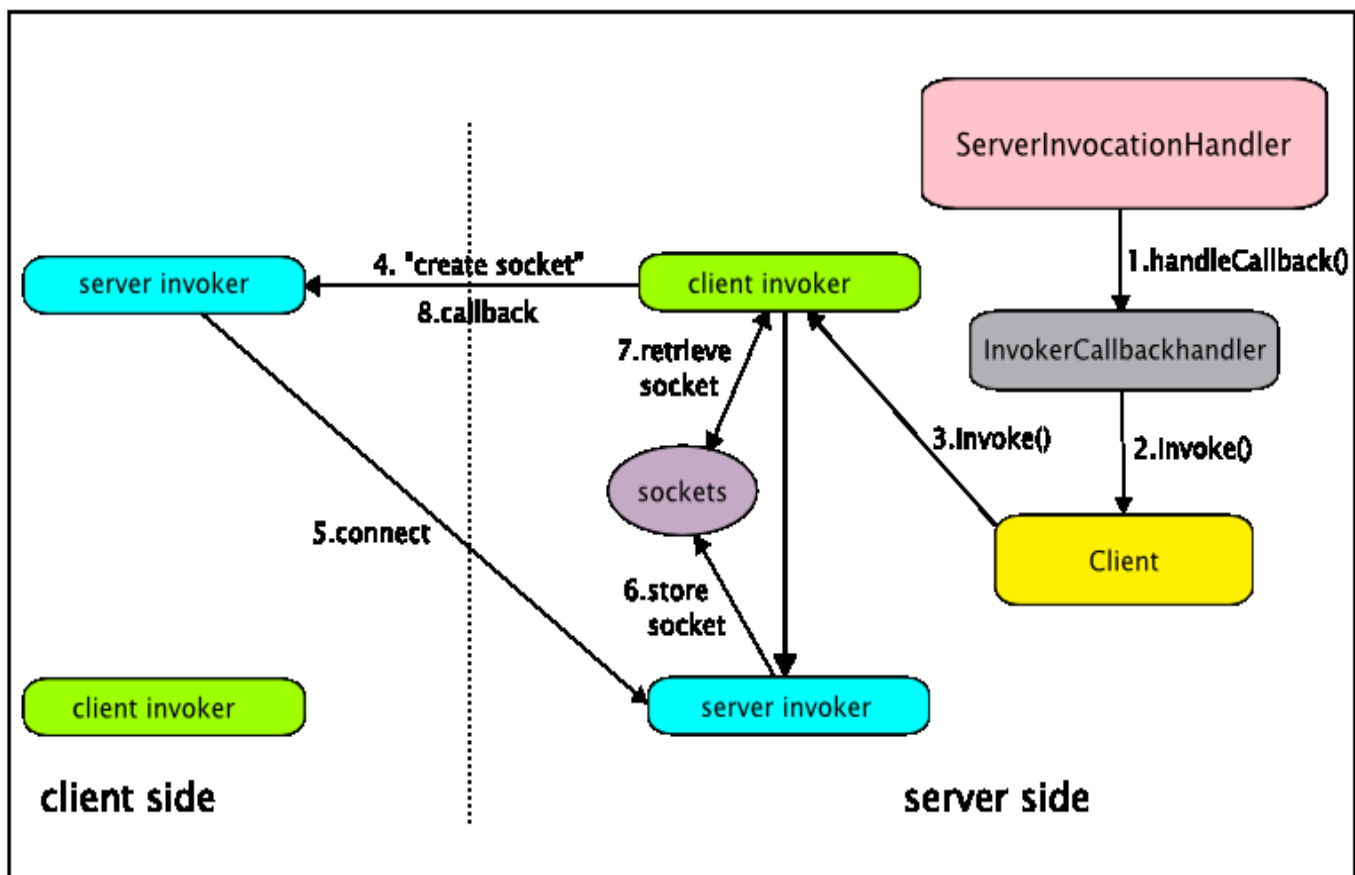 ServerInvocationHandler
1.handleCallback()
server invoker
4. "create socket"
8.callback
client invoker
InvokerCallbackhandler
7.retrieve
socket
3.invoke()
2.invoke()
sockets
5.connect
Client
6.store
socket
client invoker
server invoker
client side
server side